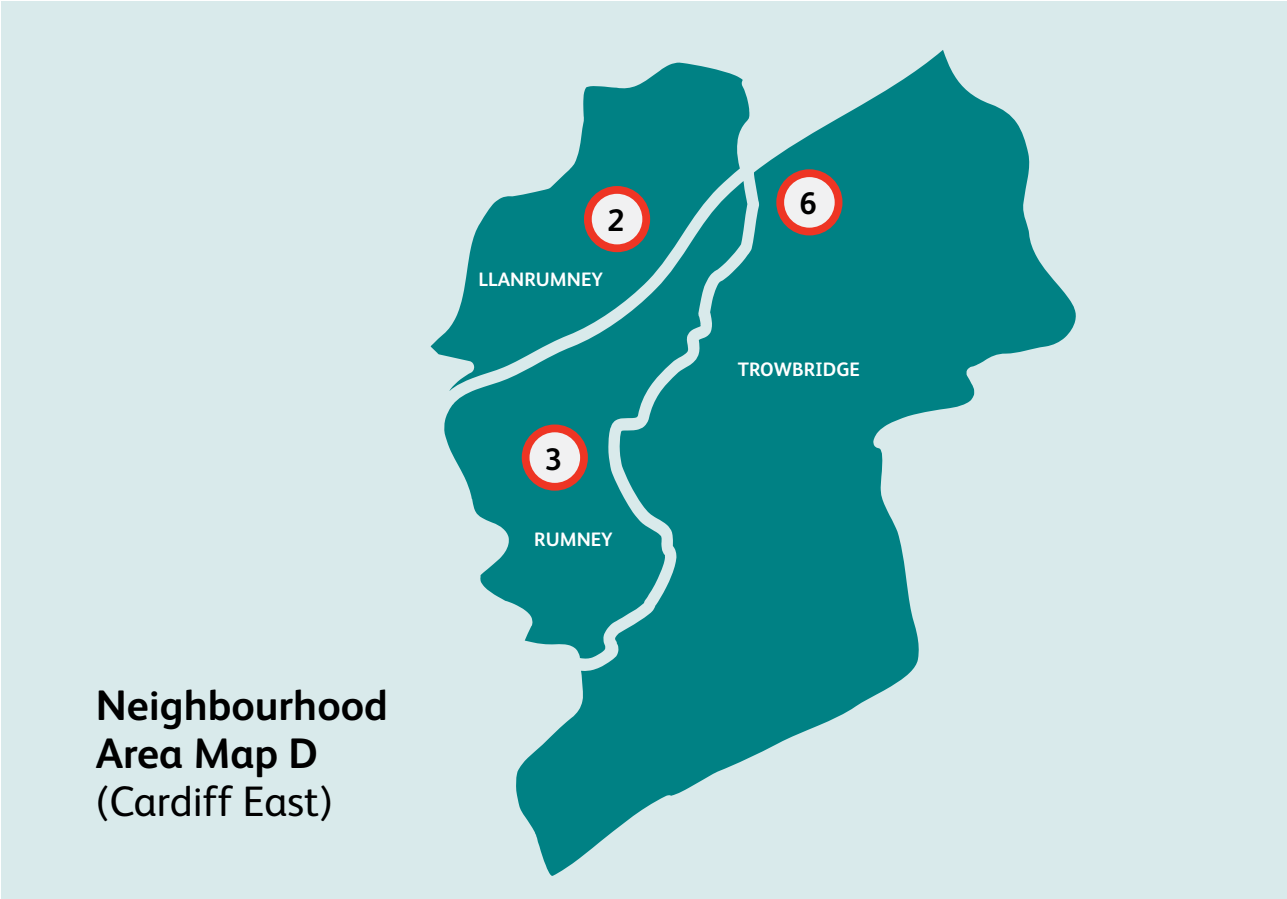 2
6
LLANRUMNEY
TROWBRIDGE
3
RUMNEY
Neighbourhood
Area Map D
(Cardiff East)